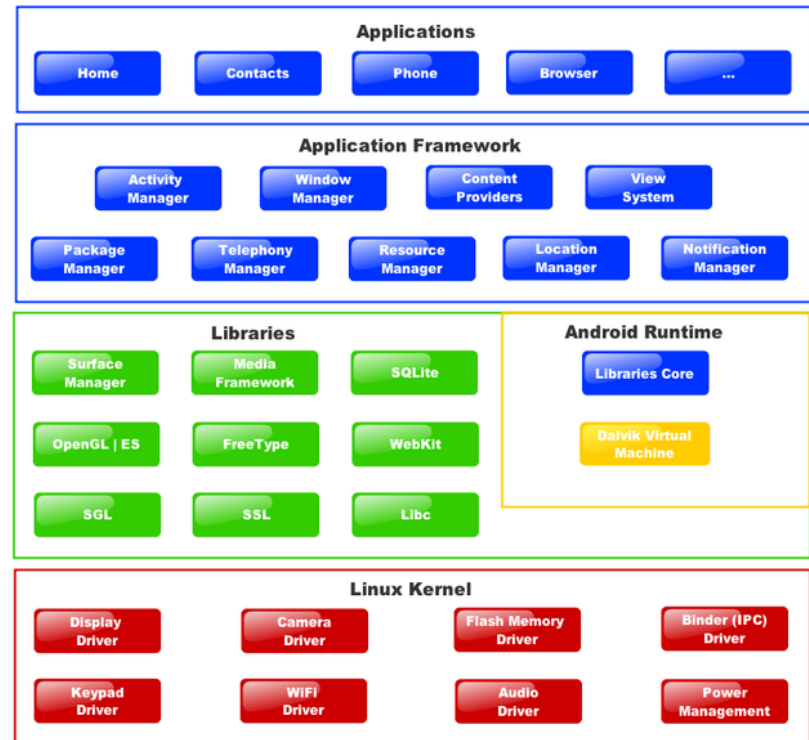 Applications
Home
Contacts
Phone
Browser
...
Application Framework
Activity
Manager
Window
Manager
Content
Providers
View
System
Package
Manager
Telephony
Manager
Resource
Manager
Location
Manager
Notification
Manager
Libraries
Surface
Manager
Media
Framework
SQLite
OpenGL | ES
FreeType
WebKit
SGL
SSL
Libc
Android Runtime
Libraries Core
Dalvik Virtual
Machine
Linux Kernel
Display
Driver
Camera
Driver
Flash Memory
Driver
Binder (IPC)
Driver
Keypad
Driver
WiFi
Driver
Audio
Driver
Power
Management